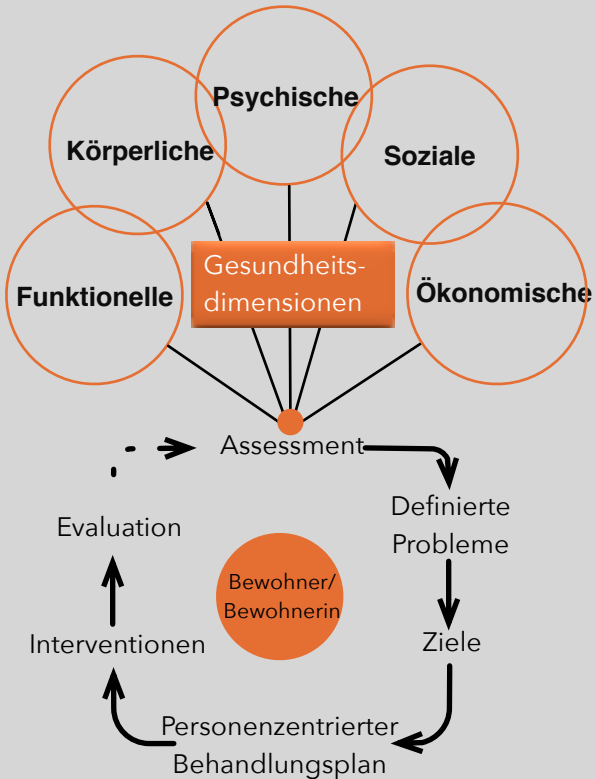 Psychische
Körperliche
Soziale
Gesundheits-
dimensionen
Funktionelle
Ökonomische
Assessment
Definierte
Probleme
Evaluation
Bewohner/
Bewohnerin
Interventionen
Ziele
Personenzentrierter
Behandlungsplan